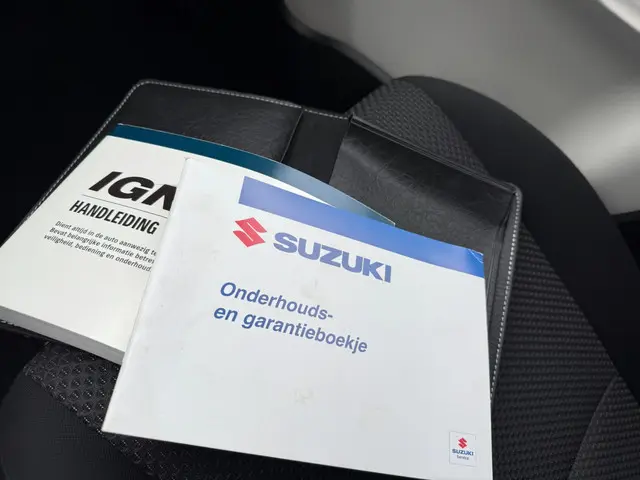 IGN
HANDLEIDING
Dient altijd in de auto aanwezig te
Bevat belangrijke informatie betre
veiligheid, bediening en onderhoud.
SUZUKI
Onderhouds-
en garantieboekje
SUZUKI
Service